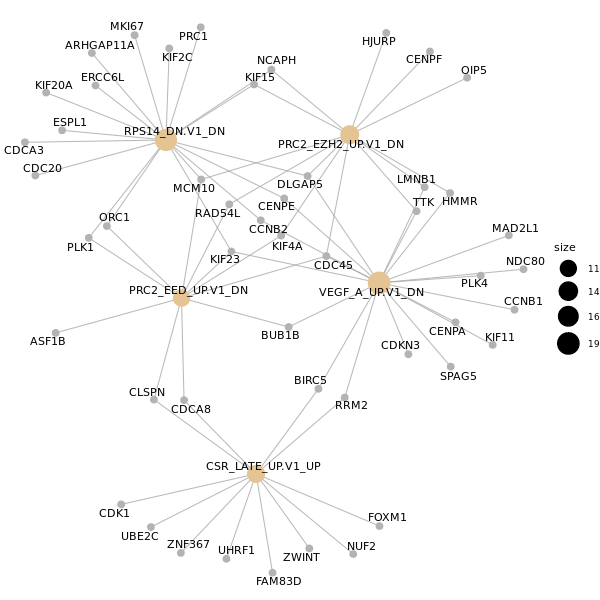 MKI67
PRC1
ARHGAP11A
KIF2C
HJURP
NCAPH
CENPF
ERCC6L
KIF15
OIP5
KIF20A
ESPL1
RPS14_DN.V1_DN
PRC2_EZH2_UP.V1_DN
CDCA3
CDC20
MCM10
DLGAP5
LMNB1
TTK
HMMR
CENPE
RAD54L
ORC1
CCNB2
MAD2L1
PLK1
KIF4A
KIF23
CDC45
NDC80
PLK4
PRC2_EED_UP.V1_DN
VEGF_A_UP.V1_DN
CCNB1
ASF1B
BUB1B
CENPA
KIF11
CDKN3
SPAG5
BIRC5
CLSPN
CDCA8
RRM2
CSR_LATE_UP.V1_UP
CDK1
FOXM1
UBE2C
ZNF367
UHRF1
ZWINT
NUF2
FAM83D
size
11
14
16
19